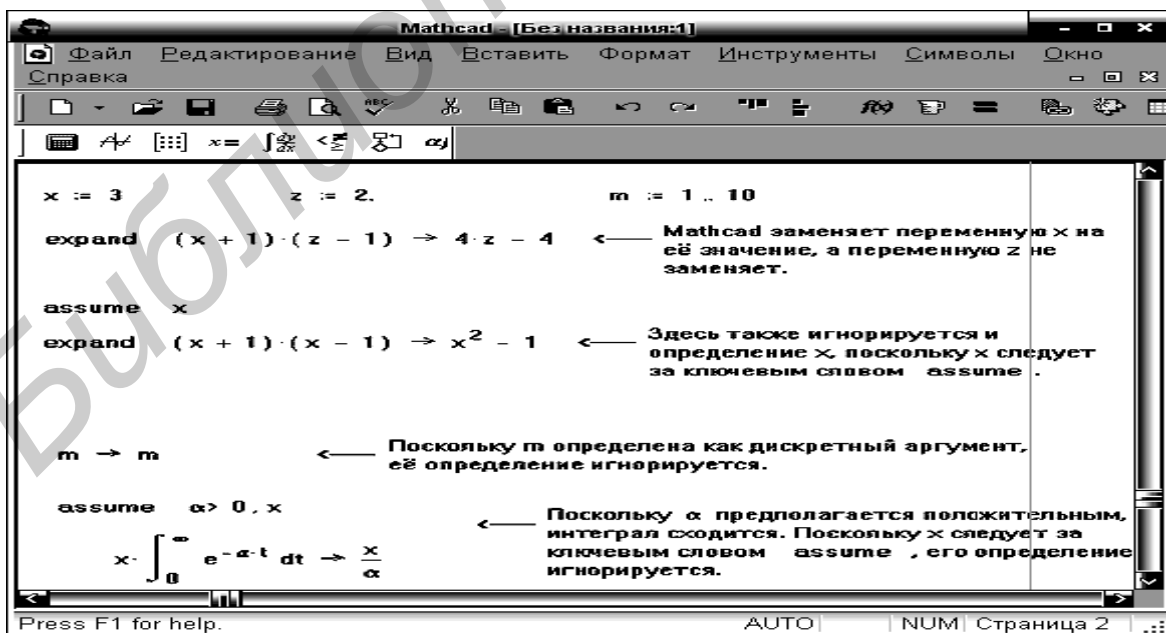 Mathcad - [Без названия:1]
Файл Редактирование Вид Вставить Формат Инструменты Символы Окно
Справка
x := 3 z := 2. m := 1 .. 10
expand (x + 1)·(z − 1) → 4·z − 4
Mathcad заменяет переменную x на
её значение, а переменную z не
заменяет.
assume x
expand (x + 1)·(x − 1) → x² − 1
Здесь также игнорируется и
определение x, поскольку x следует
за ключевым словом assume .
m → m
Поскольку m определена как дискретный аргумент,
её определение игнорируется.
assume α> 0 , x
x· ∫₀^∞ e^(-α·t) dt → x/α
Поскольку α предполагается положительным,
интеграл сходится. Поскольку x следует за
ключевым словом assume , его определение
игнорируется.
Press F1 for help. AUTO NUM Страница 2
Библио